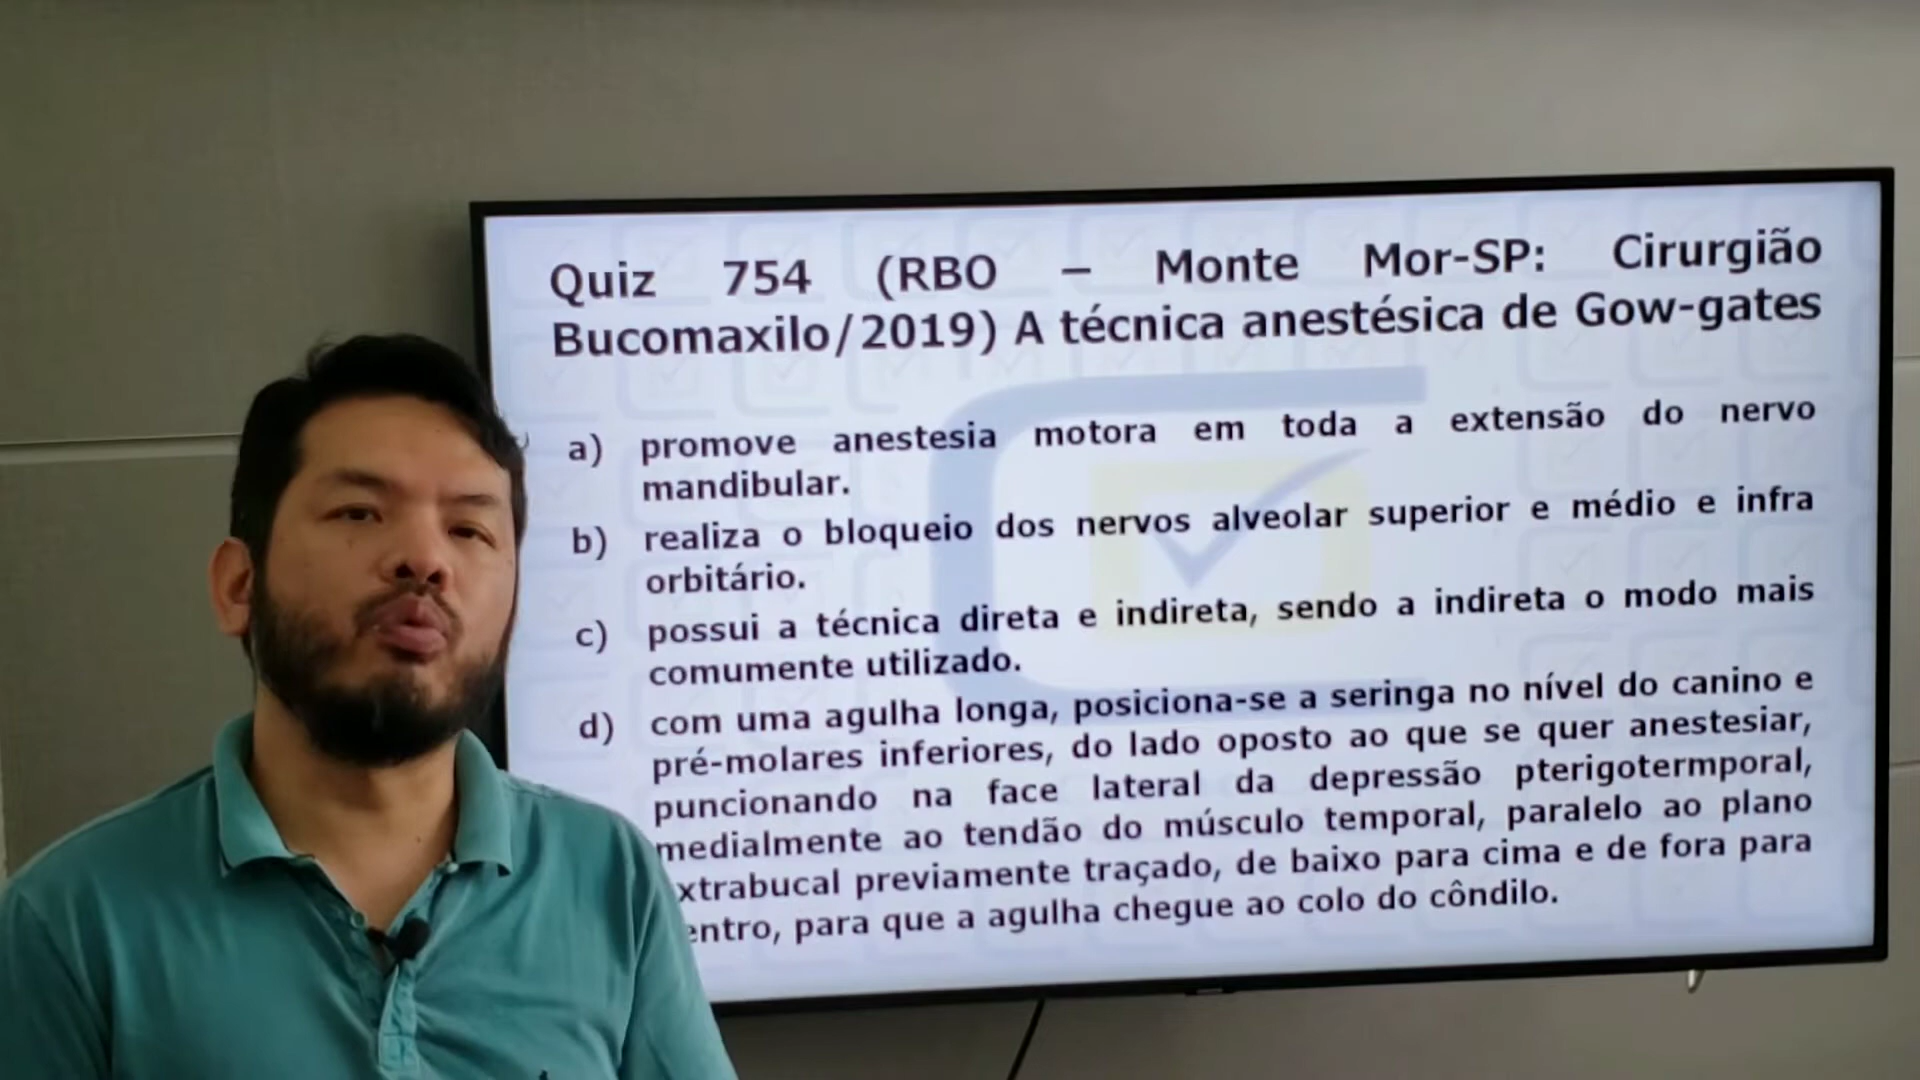 Quiz 754 (RBO – Monte Mor-SP: Cirurgião
Bucomaxilo/2019) A técnica anestésica de Gow-gates
a) promove anestesia motora em toda a extensão do nervo
mandibular.
b) realiza o bloqueio dos nervos alveolar superior e médio e infra
orbitário.
c) possui a técnica direta e indireta, sendo a indireta o modo mais
comumente utilizado.
d) com uma agulha longa, posiciona-se a seringa no nível do canino e
pré-molares inferiores, do lado oposto ao que se quer anestesiar,
puncionando na face lateral da depressão pterigotermporal,
medialmente ao tendão do músculo temporal, paralelo ao plano
xtrabucal previamente traçado, de baixo para cima e de fora para
entro, para que a agulha chegue ao colo do côndilo.